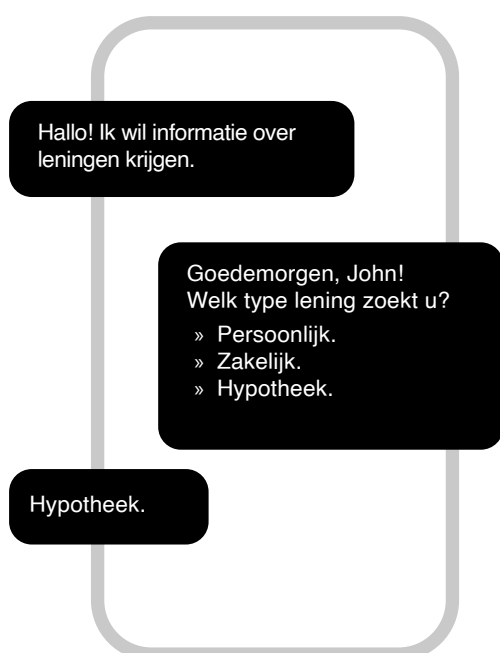 Hallo! Ik wil informatie over
leningen krijgen.
Goedemorgen, John!
Welk type lening zoekt u?
» Persoonlijk.
» Zakelijk.
» Hypotheek.
Hypotheek.